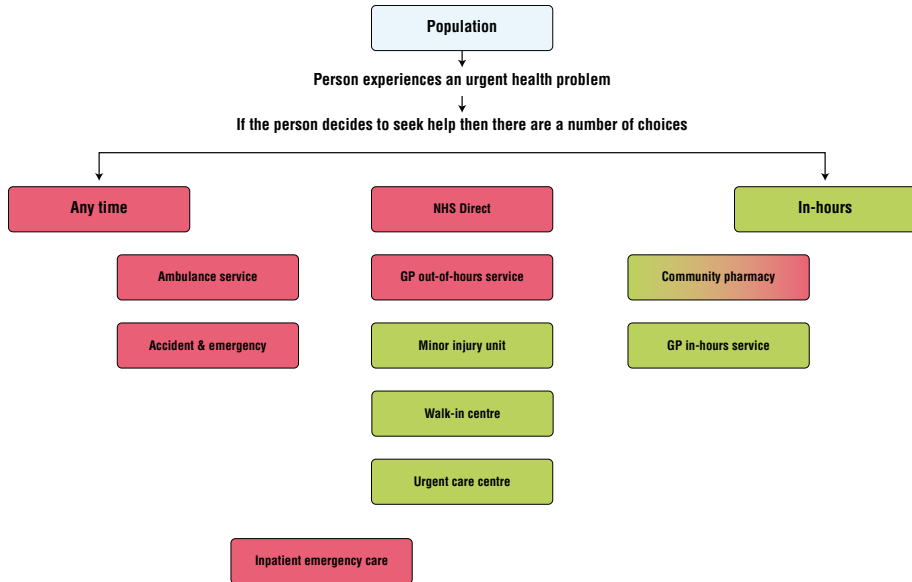 Population
Person experiences an urgent health problem
If the person decides to seek help then there are a number of choices
Any time
NHS Direct
In-hours
Ambulance service
GP out-of-hours service
Community pharmacy
Accident & emergency
Minor injury unit
GP in-hours service
Walk-in centre
Urgent care centre
Inpatient emergency care